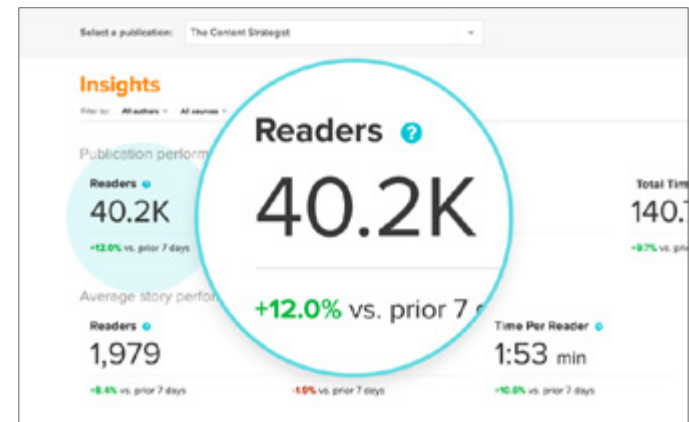 Select a publication: The Content Strategist
Insights
Filter by: All authors All sources
Publication perform
Readers ?
40.2K
+12.0% vs. prior 7 days
Readers ?
40.2K
+12.0% vs. prior 7
Total Tim
140.
+9.7% vs. prio
Average story perfor
Readers
1,979
+8.4% vs. prior 7 days
-1.0% vs. prior 7 days
Time Per Reader
1:53 min
+10.8% vs. prior 7 days